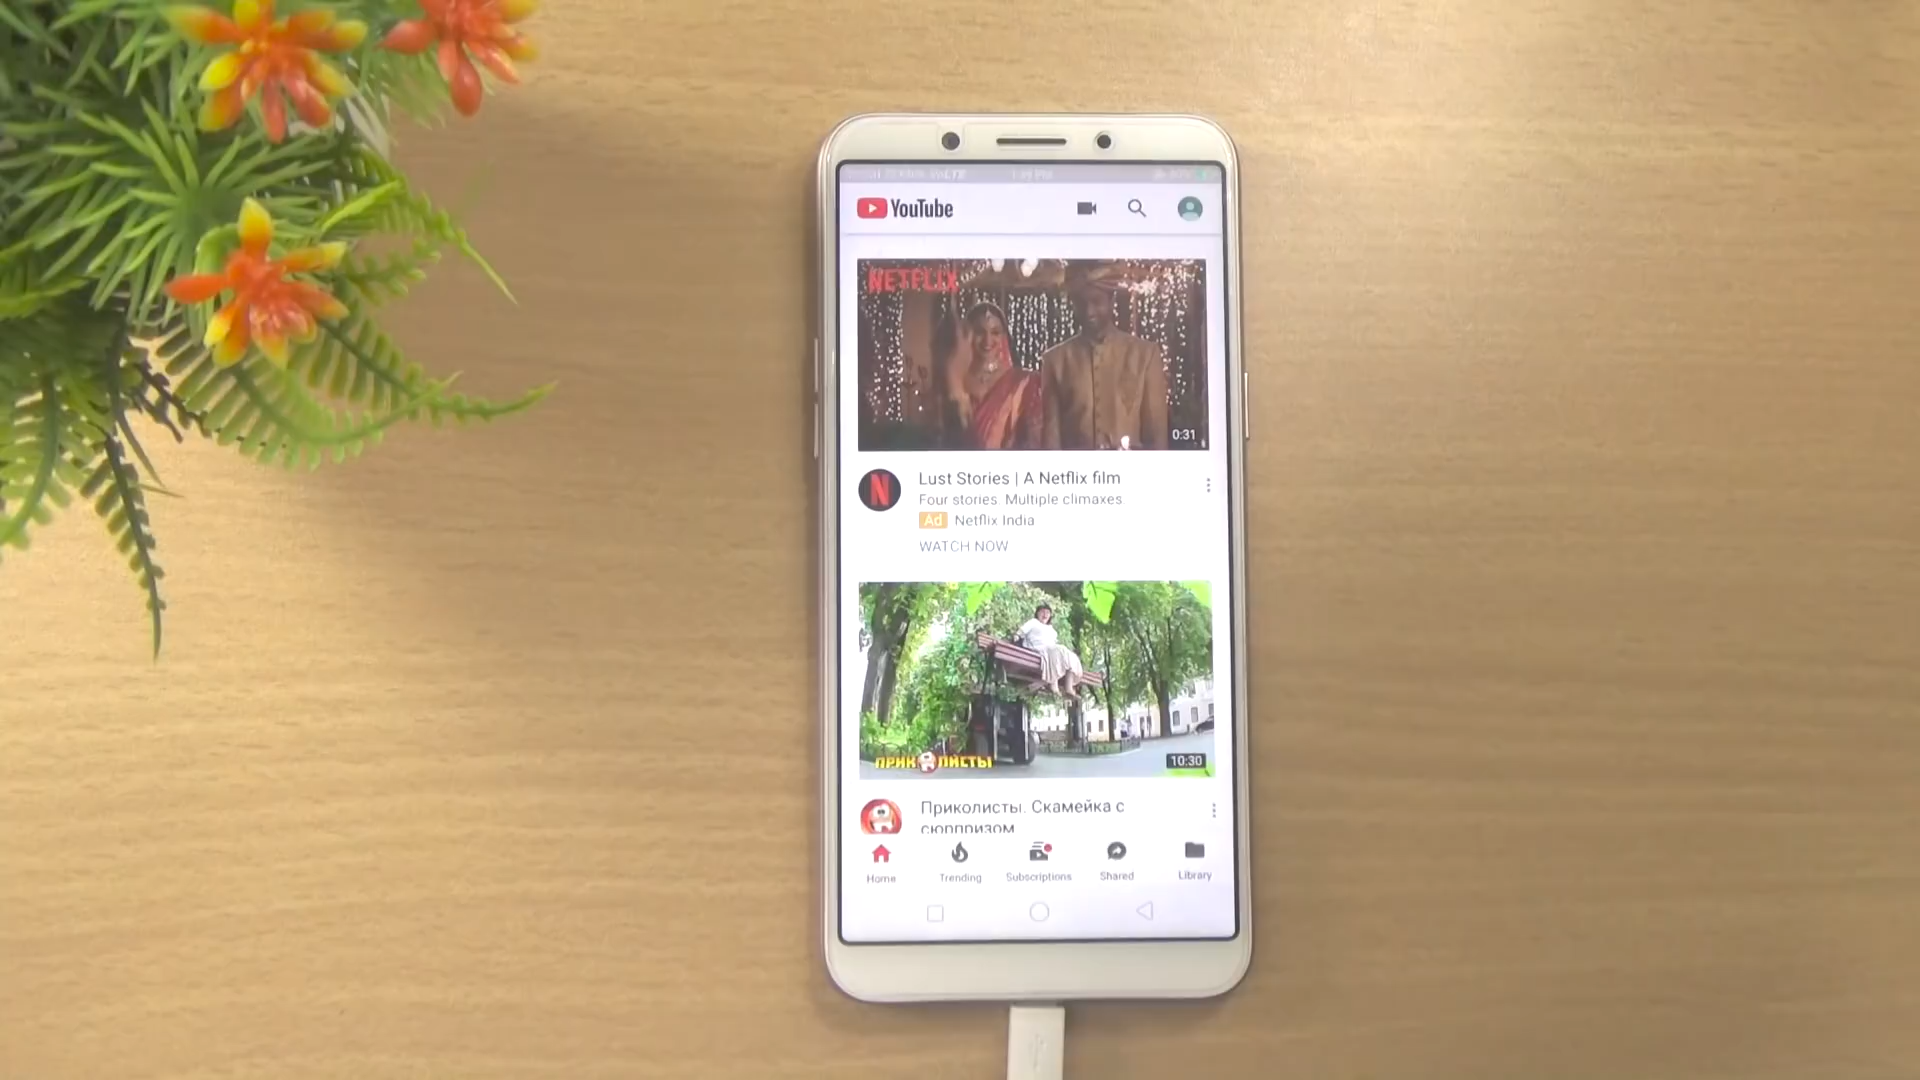 YouTube
NETFLIX
0:31
Lust Stories | A Netflix film
Four stories. Multiple climaxes.
Ad Netflix India
WATCH NOW
ПРИКОЛИСТЫ
10:30
Приколисты. Скамейка с
сюрпризом
Home Trending Subscriptions Shared Library